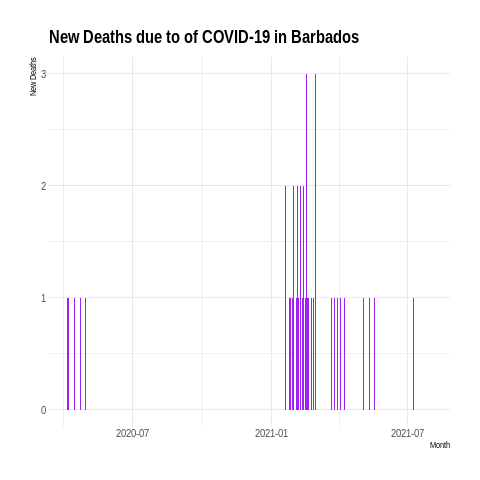 New Deaths due to of COVID-19 in Barbados
New Deaths
3
2
1
0
2020-07
2021-01
2021-07
Month